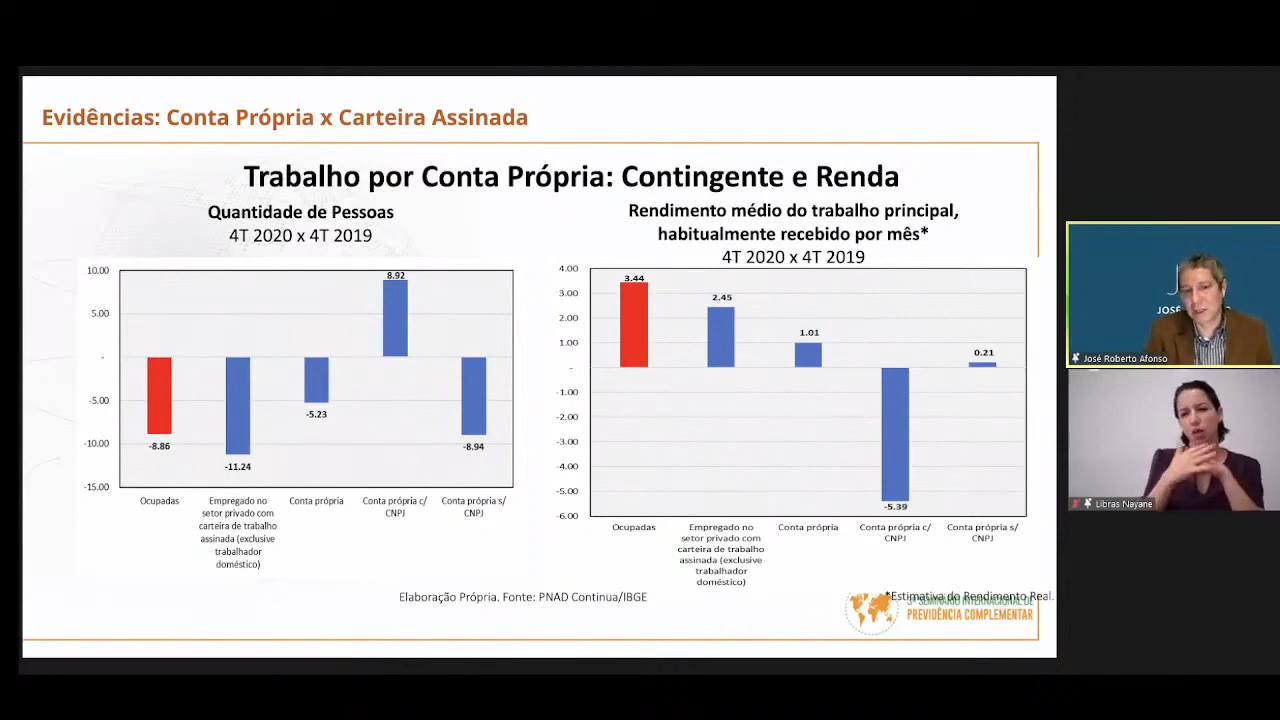 Evidências: Conta Própria x Carteira Assinada
Trabalho por Conta Própria: Contingente e Renda
Quantidade de Pessoas
4T 2020 x 4T 2019
10.00
5.00
-
-5.00
-10.00
-15.00
-8.86
-11.24
-5.23
8.92
-8.94
Ocupadas
Empregado no
setor privado com
carteira de trabalho
assinada (exclusive
trabalhador
doméstico)
Conta própria
Conta própria c/
CNPJ
Conta própria s/
CNPJ
Rendimento médio do trabalho principal,
habitualmente recebido por mês*
4T 2020 x 4T 2019
4.00
3.00
2.00
1.00
-
-1.00
-2.00
-3.00
-4.00
-5.00
-6.00
3.44
2.45
1.01
-5.39
0.21
Ocupadas
Empregado no
setor privado com
carteira de trabalho
assinada (exclusive
trabalhador
doméstico)
Conta própria
Conta própria c/
CNPJ
Conta própria s/
CNPJ
Elaboração Própria. Fonte: PNAD Continua/IBGE
*Estimativa do Rendimento Real.
SEMINÁRIO INTERNACIONAL DE
PREVIDÊNCIA COMPLEMENTAR
José Roberto Afonso
Libras Nayane